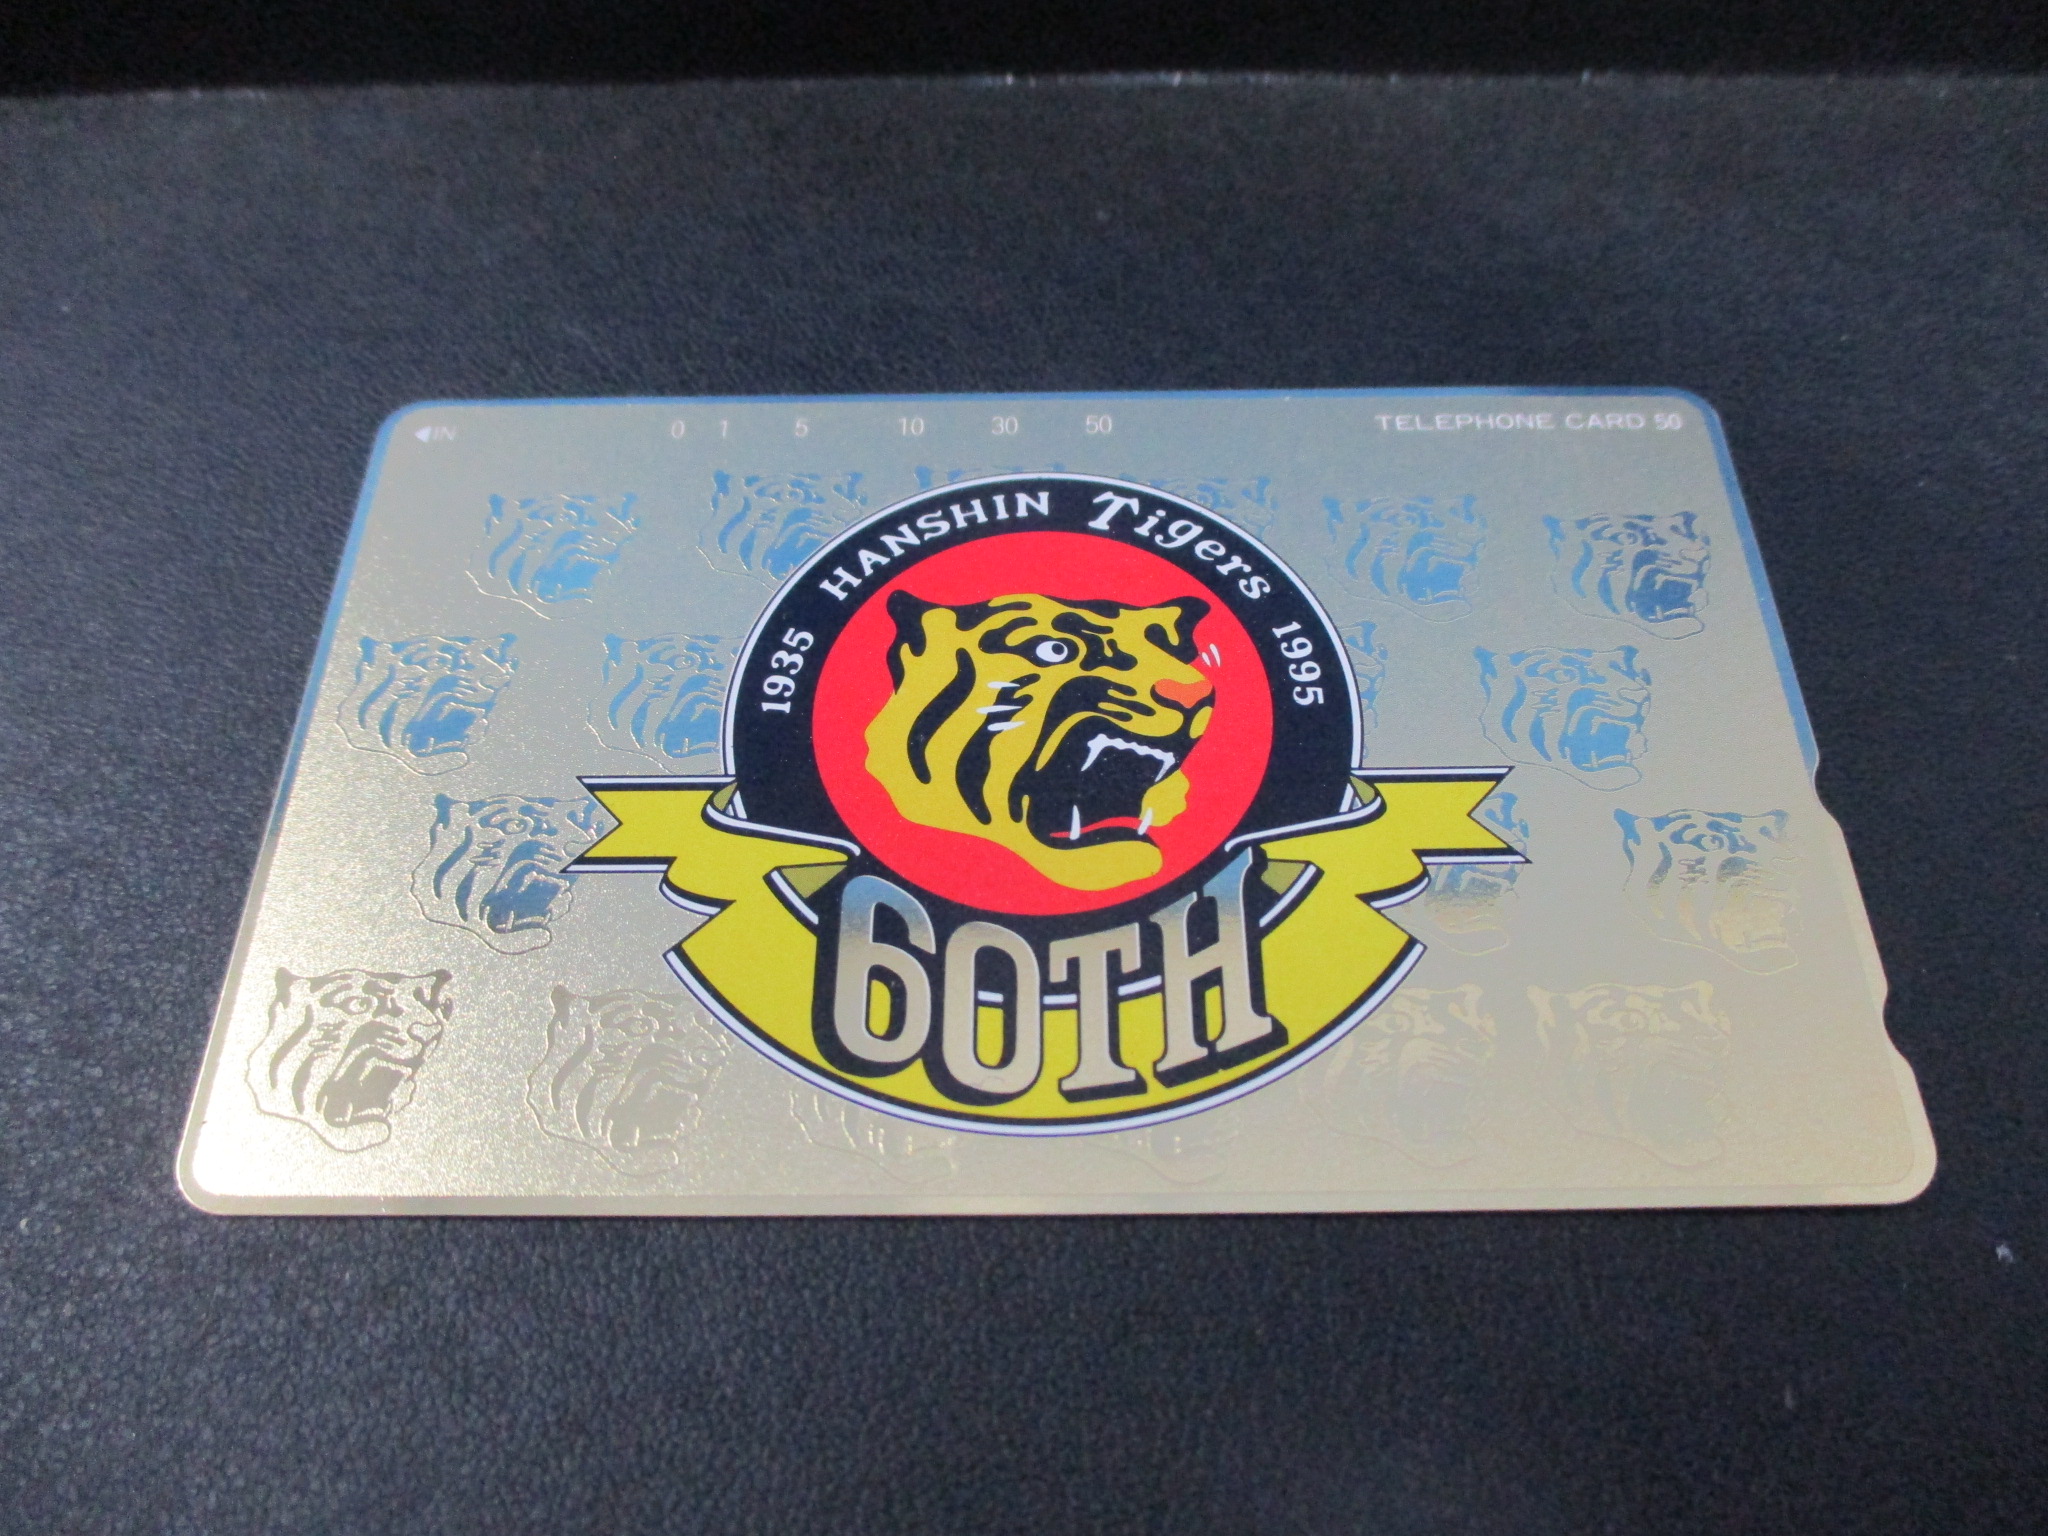 ◀IN 0 1 5 10 30 50 TELEPHONE CARD 50
1935 HANSHIN Tigers 1995
60TH